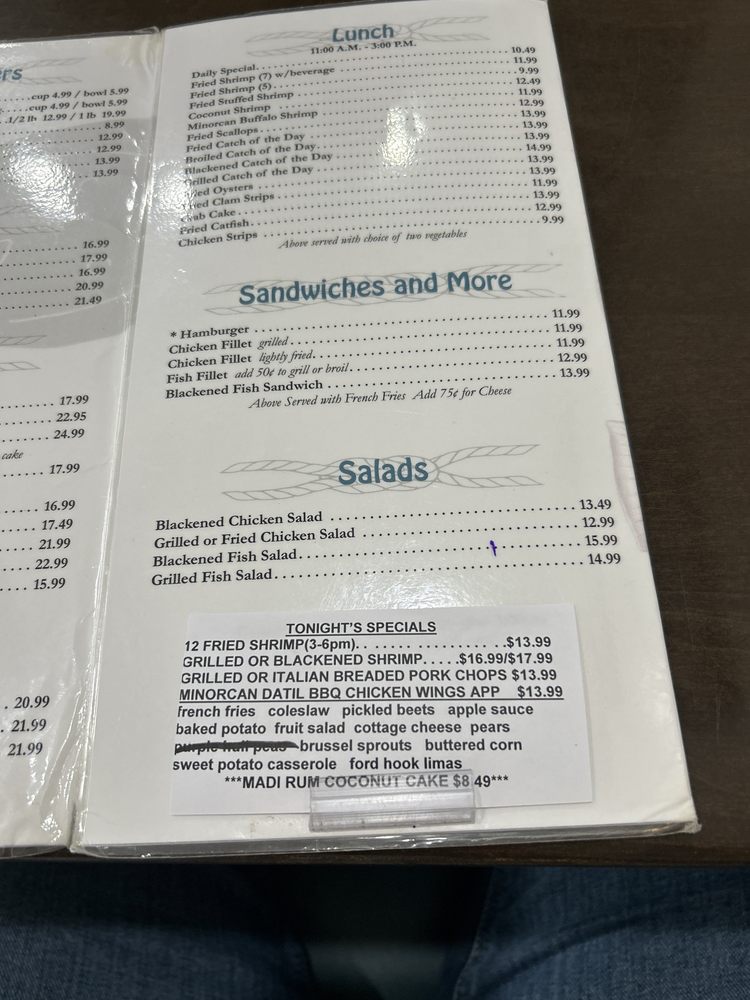 ers
cup 4.99 / bowl 5.99
cup 4.99 / bowl 5.99
1/2 lb 12.99 / 1 lb 19.99
8.99
12.99
12.99
13.99
13.99
16.99
17.99
16.99
20.99
21.49
17.99
22.95
24.99
cake
17.99
16.99
17.49
21.99
22.99
15.99
20.99
21.99
21.99
Lunch
11:00 A.M. - 3:00 P.M.
Daily Special 10.49
Fried Shrimp (7) w/beverage 11.99
Fried Shrimp (5) 9.99
Fried Stuffed Shrimp 12.49
Coconut Shrimp 11.99
Minorcan Buffalo Shrimp 12.99
Fried Scallops 13.99
Fried Catch of the Day 13.99
Broiled Catch of the Day 13.99
Blackened Catch of the Day 14.99
Grilled Catch of the Day 13.99
Fried Oysters 13.99
Fried Clam Strips 11.99
Crab Cake 13.99
Fried Catfish 12.99
Chicken Strips 9.99
Above served with choice of two vegetables
Sandwiches and More
* Hamburger 11.99
Chicken Fillet grilled 11.99
Chicken Fillet lightly fried 11.99
Fish Fillet add 50¢ to grill or broil 12.99
Blackened Fish Sandwich 13.99
Above Served with French Fries Add 75¢ for Cheese
Salads
Blackened Chicken Salad 13.49
Grilled or Fried Chicken Salad 12.99
Blackened Fish Salad 15.99
Grilled Fish Salad 14.99
TONIGHT'S SPECIALS
12 FRIED SHRIMP(3-6pm). . . . . . . . . . . . . . . . .$13.99
GRILLED OR BLACKENED SHRIMP. . . . .$16.99/$17.99
GRILLED OR ITALIAN BREADED PORK CHOPS $13.99
MINORCAN DATIL BBQ CHICKEN WINGS APP $13.99
french fries coleslaw pickled beets apple sauce
baked potato fruit salad cottage cheese pears
brussel sprouts buttered corn
sweet potato casserole ford hook limas
***MADI RUM COCONUT CAKE $8.49***